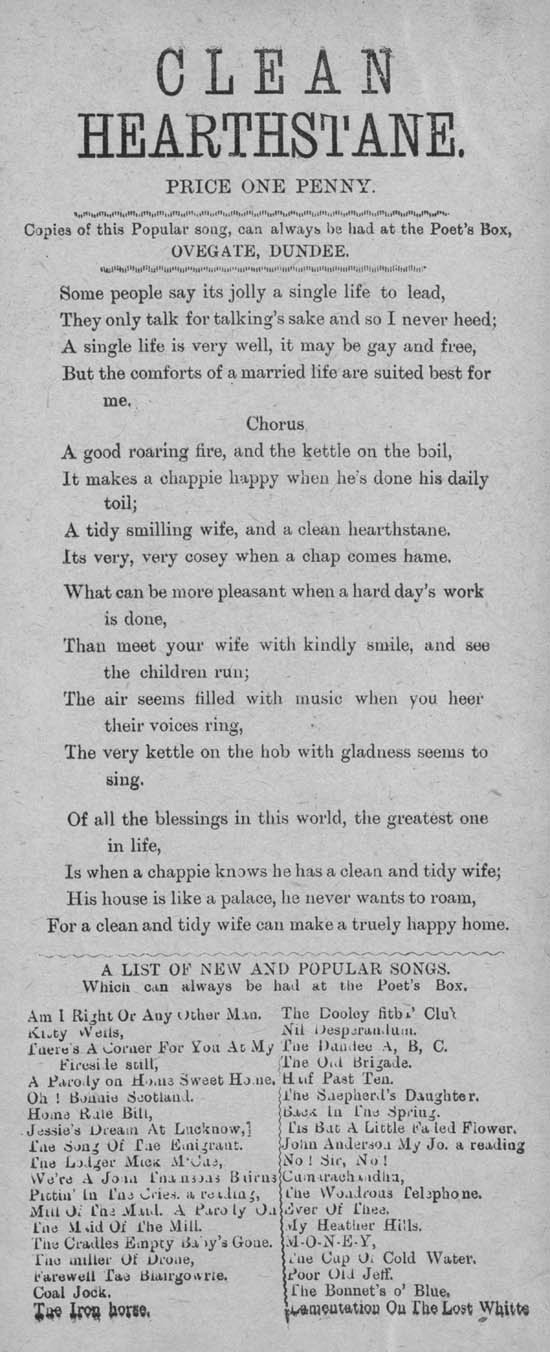 CLEAN
HEARTHSTANE.
PRICE ONE PENNY.
Copies of this Popular song, can always be had at the Poet's Box,
OVEGATE, DUNDEE.
Some people say its jolly a single life to lead,
They only talk for talking's sake and so I never heed;
A single life is very well, it may be gay and free,
But the comforts of a married life are suited best for
me.
Chorus
A good roaring fire, and the kettle on the boil,
It makes a chappie happy when he's done his daily
toil;
A tidy smilling wife, and a clean hearthstane.
Its very, very cosey when a chap comes hame.
What can be more pleasant when a hard day's work
is done,
Than meet your wife with kindly smile, and see
the children run;
The air seems filled with music when you heer
their voices ring,
The very kettle on the hob with gladness seems to
sing.
Of all the blessings in this world, the greatest one
in life,
Is when a chappie knows he has a clean and tidy wife;
His house is like a palace, he never wants to roam,
For a clean and tidy wife can make a truely happy home.
A LIST OF NEW AND POPULAR SONGS.
Which can always be had at the Poet's Box.
Am I Right Or Any Other Man.
Kitty Wells,
There's A Corner For You At My
Fireside still,
A Parody on Home Sweet Home.
Oh ! Bonnie Scotland.
Home Rule Bill,
Jessie's Dream At Lucknow,]
The Song Of The Emigrant.
The Lodger Mick
We're A John Thomsons Bairns
Pittin' In The Cries. a reading,
Mill Of The Maud. A Parody On
The Maid Of The Mill.
The Cradles Empty Baby's Gone.
The miller Of Drone,
Farewell Tae Blairgowrie.
Coal Jock.
The Iron horse.
The Dooley fitba' Club
Nil Desperandum.
The Dundee A, B, C.
The Old Brigade.
Half Past Ten.
The Shepherd's Daughter.
Back In The Spring.
Tis But A Little Faded Flower.
John Anderson My Jo. a reading
No ! Sir, No !
The Wondrous Telephone.
Ever Of Thee.
My Heather Hills.
M-O-N-E-Y,
The Cup Of Cold Water.
Poor Old Jeff.
The Bonnet's o' Blue.
Lamentation On The Lost Whitte